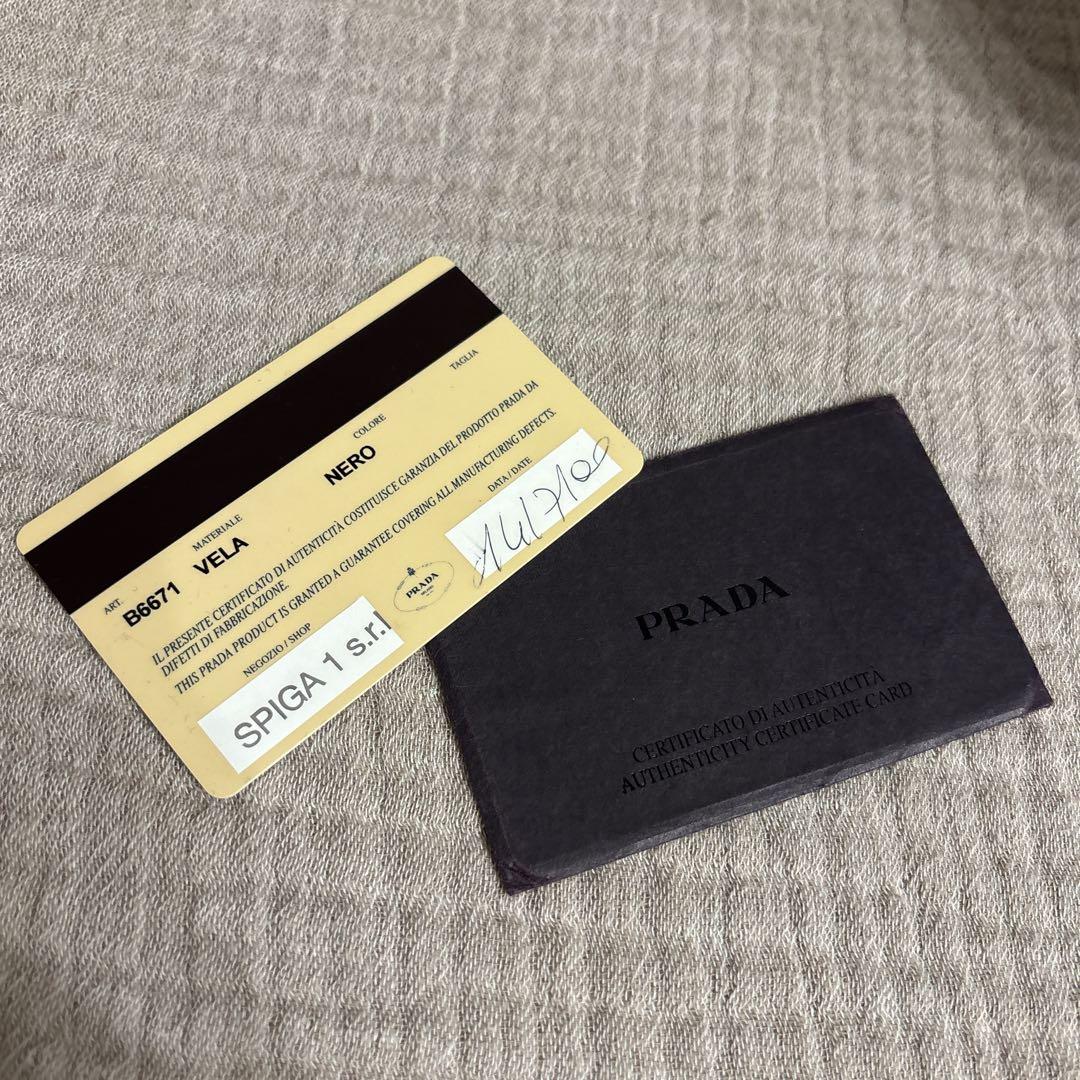 ART. MATERIALE COLORE TAGLIA
B6671 VELA NERO
IL PRESENTE CERTIFICATO DI AUTENTICITÀ COSTITUISCE GARANZIA DEL PRODOTTO PRADA DA
DIFETTI DI FABBRICAZIONE.
THIS PRADA PRODUCT IS GRANTED A GUARANTEE COVERING ALL MANUFACTURING DEFECTS.
NEGOZIO / SHOP
SPIGA 1 s.r.l
PRADA
MILANO
DATA / DATE
14/7/00
PRADA
CERTIFICATO DI AUTENTICITÀ
AUTHENTICITY CERTIFICATE CARD